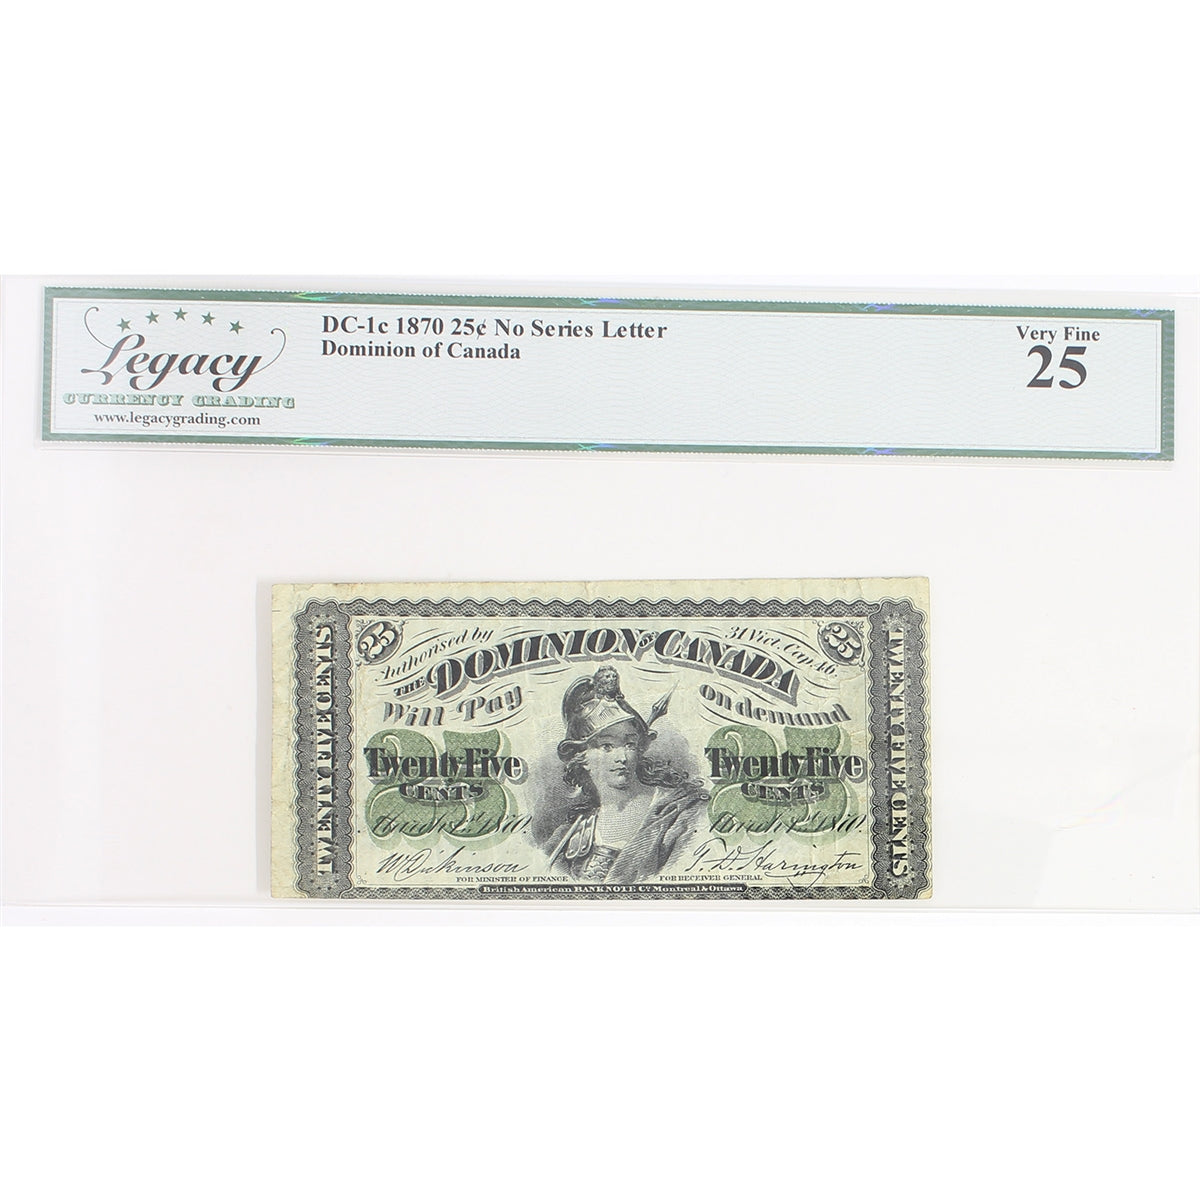 Legacy
CURRENCY GRADING
www.legacygrading.com
DC-1c 1870 25¢ No Series Letter
Dominion of Canada
Very Fine
25
25
25
Authorised by
31 Vict. Cap. 46.
THE DOMINION OF CANADA
Will Pay on demand
25
25
Twenty Five
CENTS
Twenty Five
CENTS
March 1st 1870.
March 1st 1870.
W Dickinson
T. D. Harington
FOR MINISTER OF FINANCE
FOR RECEIVER GENERAL
British American BANK NOTE Co. Montreal & Ottawa
TWENTY FIVE CENTS
TWENTY FIVE CENTS